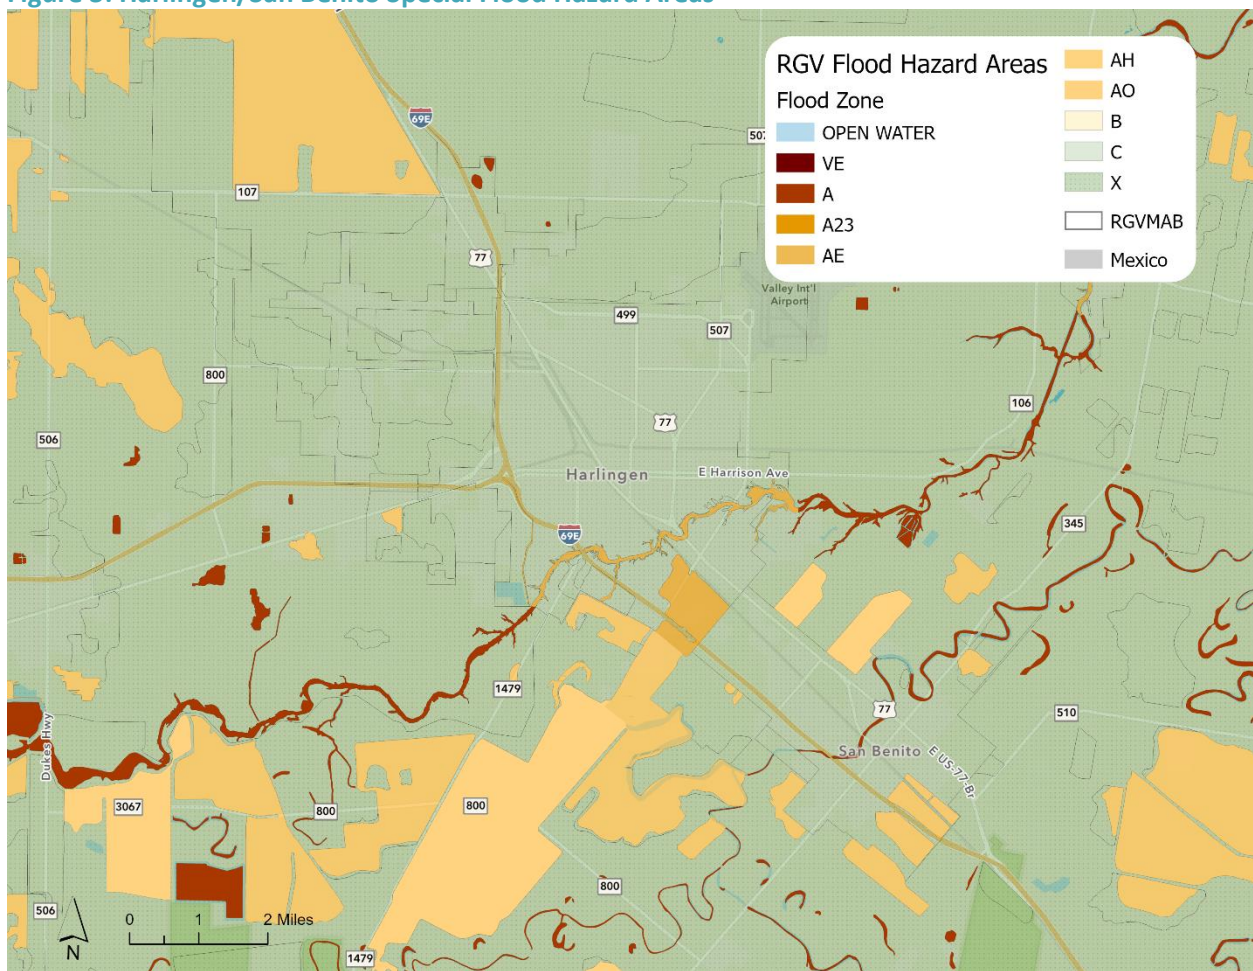 Figure 5. Harlingen/San Benito Special Flood Hazard Areas
RGV Flood Hazard Areas
Flood Zone
OPEN WATER
VE
A
A23
AE
AH
AO
B
C
X
RGVMAB
Mexico
69E
507
107
77
Valley Int'l
Airport
499
507
800
77
106
506
Harlingen
E Harrison Ave
69E
345
1479
77
510
San Benito
E US-77-Br
Dukes Hwy
3067
800
800
800
506
0 1 2 Miles
N
1479